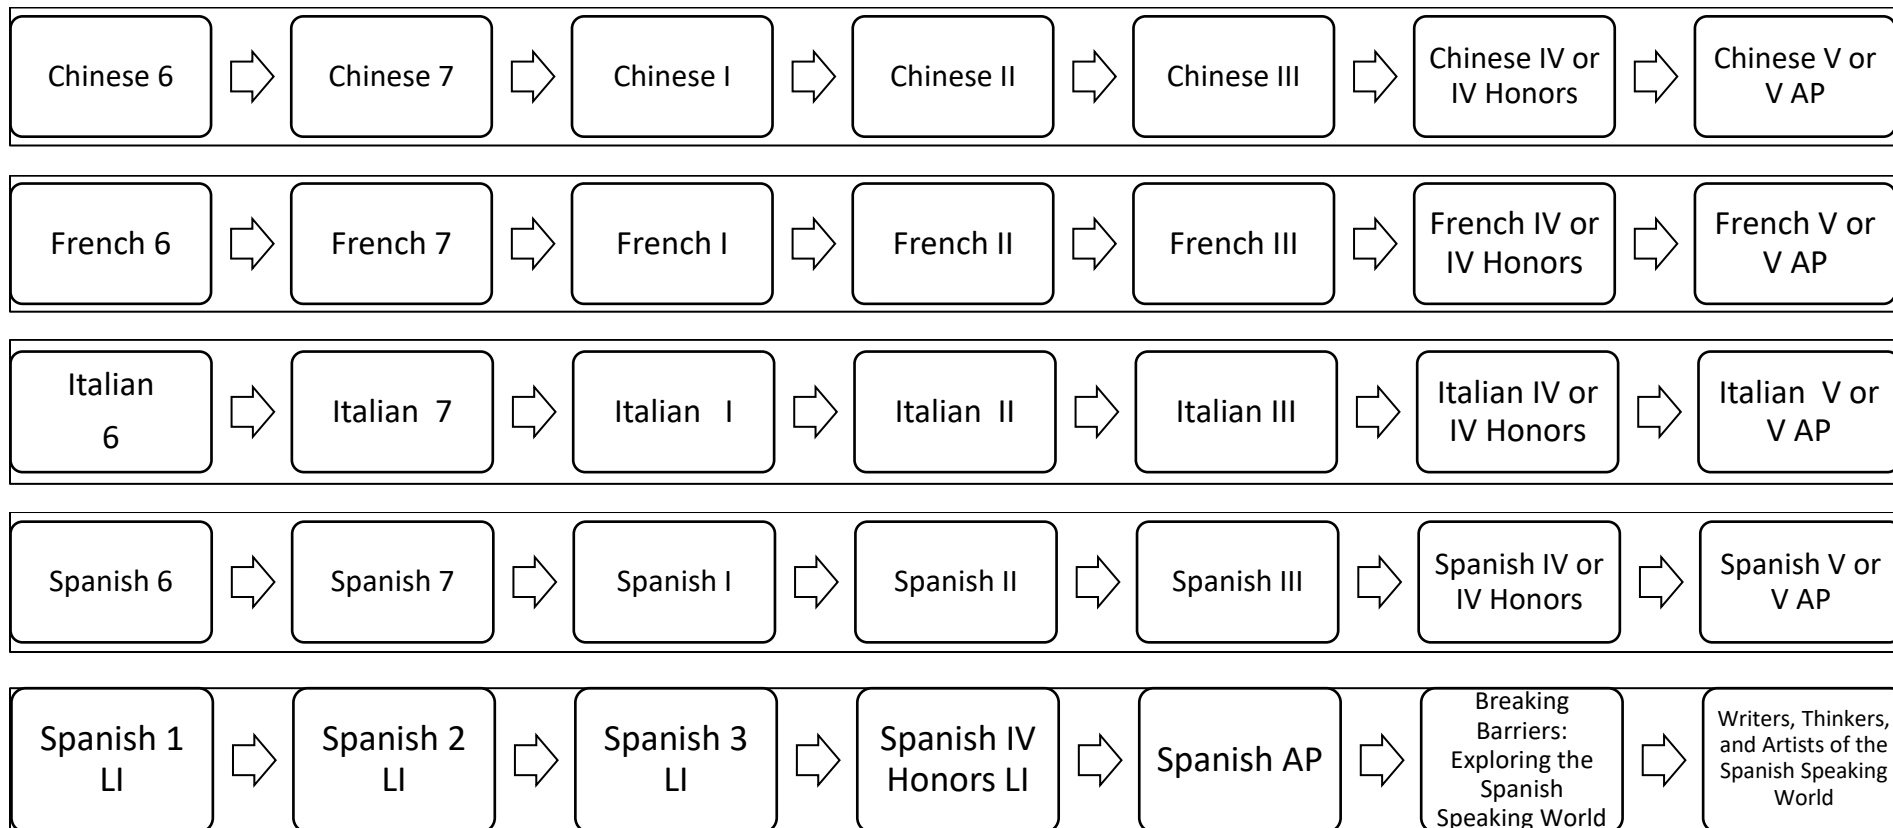 Chinese 6
Chinese 7
Chinese I
Chinese II
Chinese III
Chinese IV or
IV Honors
Chinese V or
V AP
French 6
French 7
French I
French II
French III
French IV or
IV Honors
French V or
V AP
Italian
6
Italian 7
Italian I
Italian II
Italian III
Italian IV or
IV Honors
Italian V or
V AP
Spanish 6
Spanish 7
Spanish I
Spanish II
Spanish III
Spanish IV or
IV Honors
Spanish V or
V AP
Spanish 1
LI
Spanish 2
LI
Spanish 3
LI
Spanish IV
Honors LI
Spanish AP
Breaking
Barriers:
Exploring the
Spanish
Speaking World
Writers, Thinkers,
and Artists of the
Spanish Speaking
World